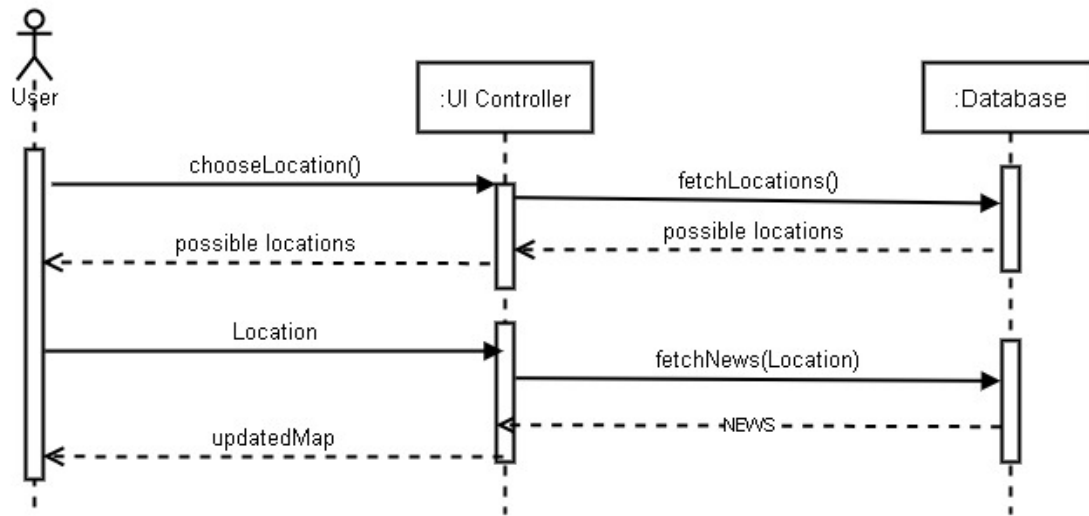 User
:UI Controller
:Database
chooseLocation()
fetchLocations()
possible locations
possible locations
Location
fetchNews(Location)
NEWS
updatedMap